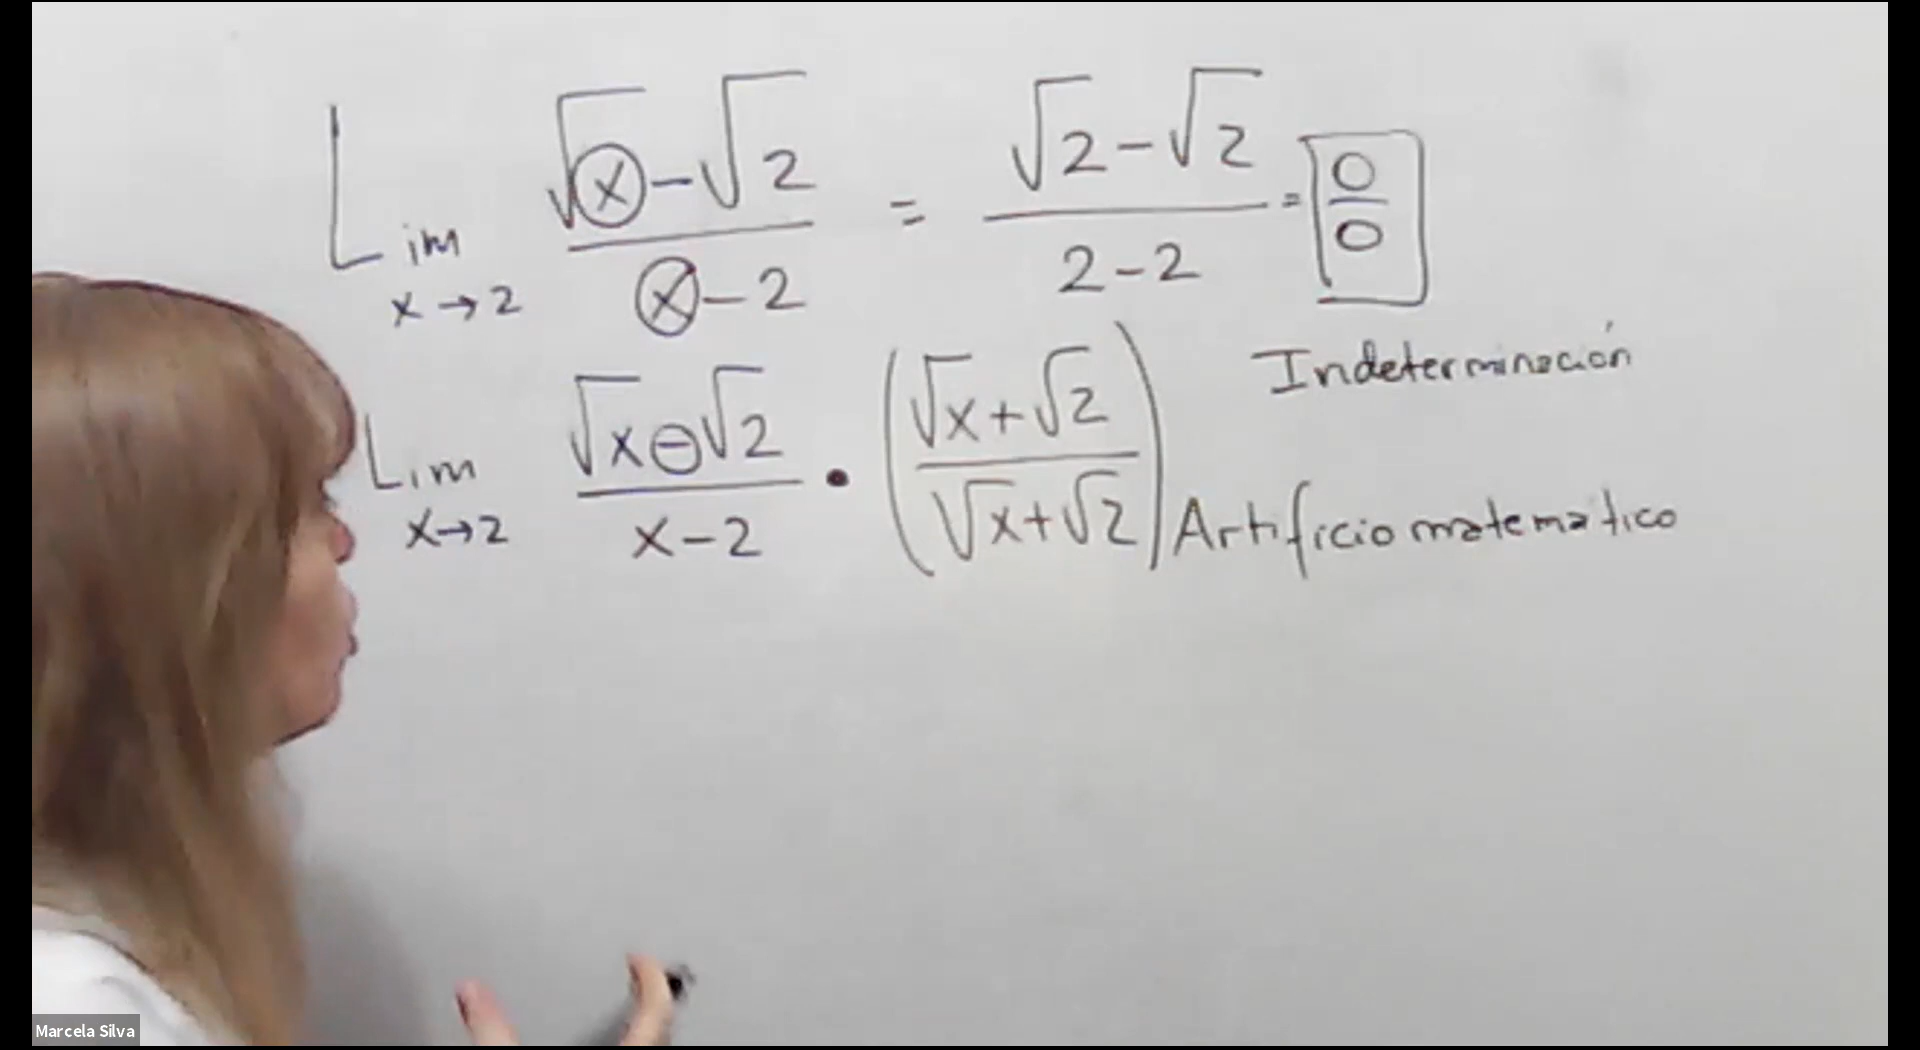 Lim x→2 (√x - √2)/(x - 2) = (√2 - √2)/(2 - 2) = 0/0
Indeterminación
Lim x→2 (√x - √2)/(x - 2) • ((√x + √2)/(√x + √2)) Artificio matemático
Marcela Silva